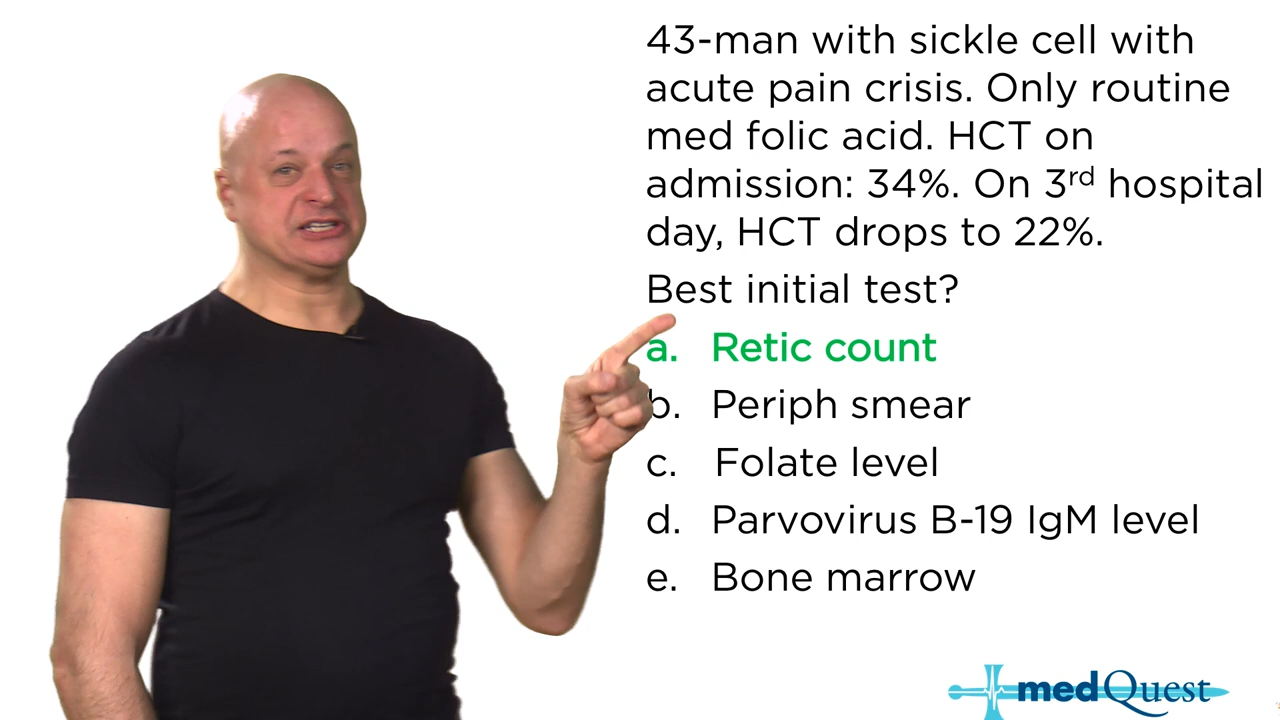 43-man with sickle cell with
acute pain crisis. Only routine
med folic acid. HCT on
admission: 34%. On 3rd hospital
day, HCT drops to 22%.
Best initial test?
a. Retic count
b. Periph smear
c. Folate level
d. Parvovirus B-19 IgM level
e. Bone marrow
medQuest